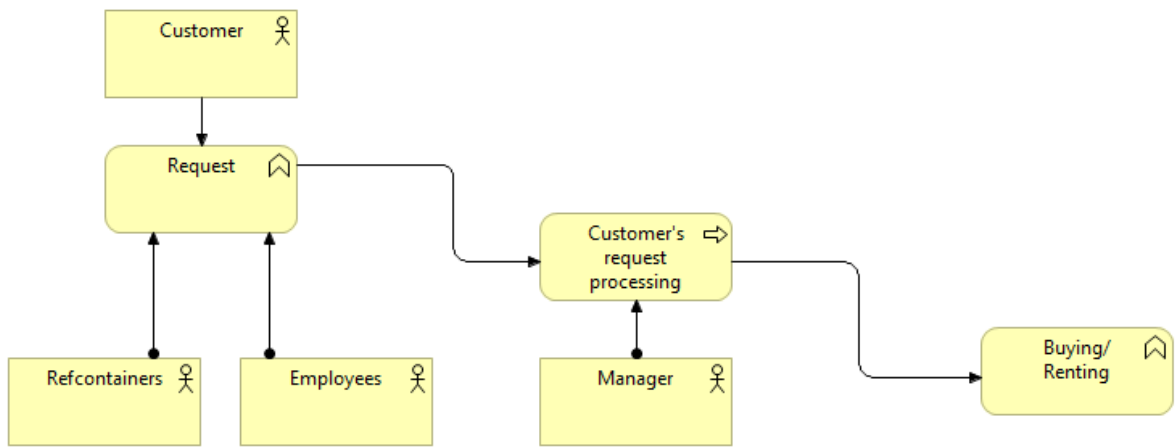 Customer
Request
Customer's
request
processing
Buying/
Renting
Refcontainers
Employees
Manager